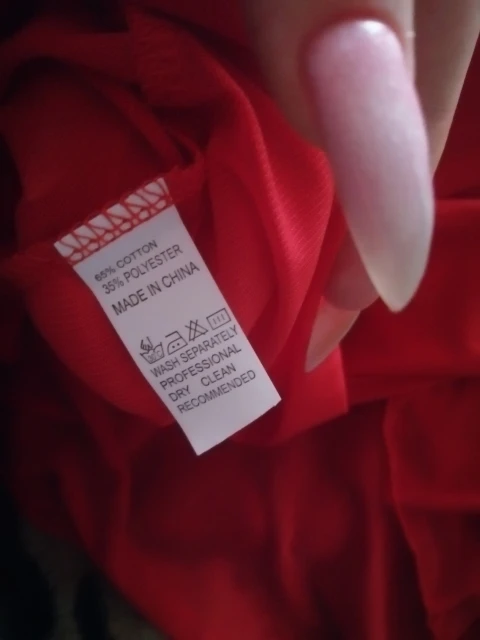 65% COTTON
35% POLYESTER
MADE IN CHINA
WASH SEPARATELY
PROFESSIONAL
DRY CLEAN
RECOMMENDED